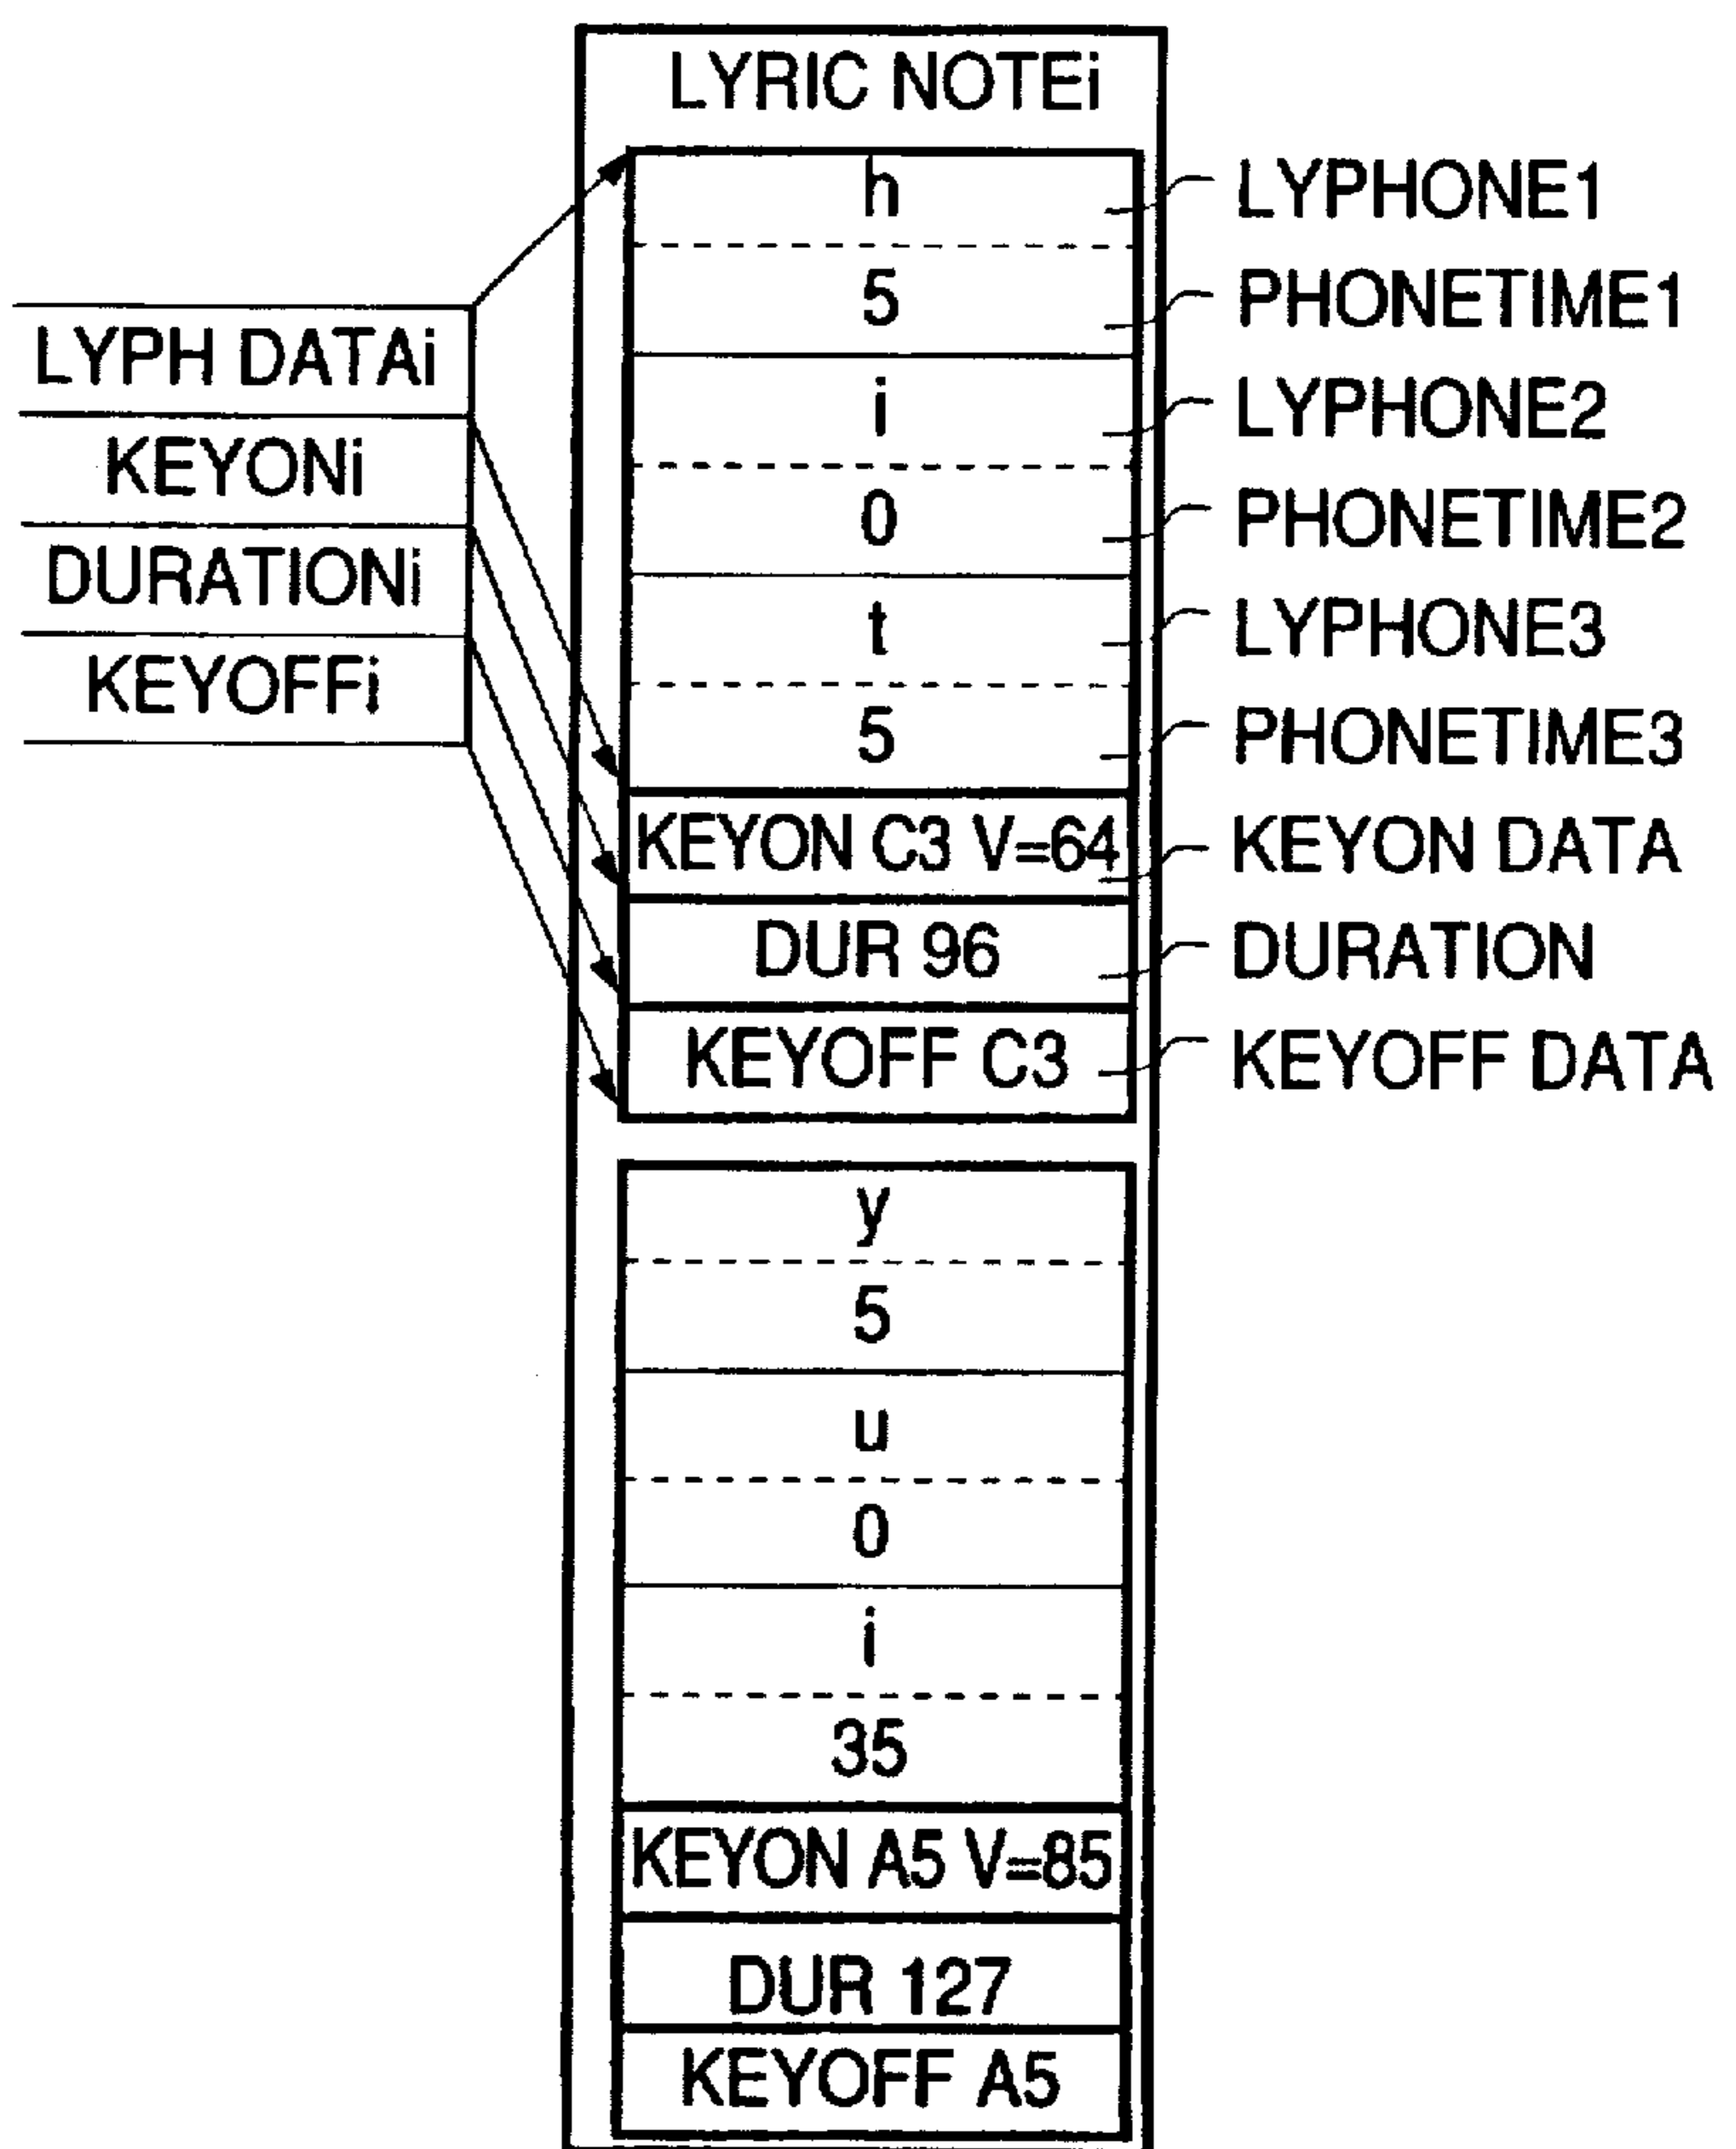 LYRIC NOTEi
h
LYPHONE1
5
PHONETIME1
LYPH DATAi
i
LYPHONE2
KEYONi
0
PHONETIME2
DURATIONi
t
LYPHONE3
KEYOFFi
5
PHONETIME3
KEYON C3 V=64
KEYON DATA
DUR 96
DURATION
KEYOFF C3
KEYOFF DATA
y
5
u
0
i
35
KEYON A5 V=85
DUR 127
KEYOFF A5